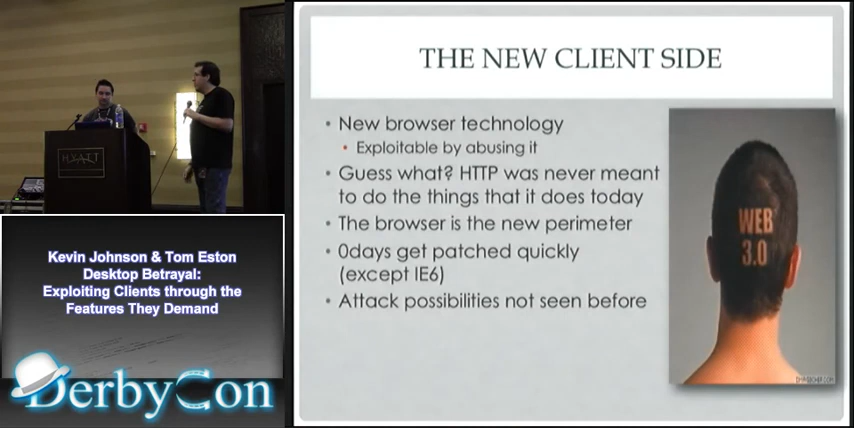 HYATT
Kevin Johnson & Tom Eston
Desktop Betrayal:
Exploiting Clients through the
Features They Demand
DerbyCon
THE NEW CLIENT SIDE
• New browser technology
• Exploitable by abusing it
• Guess what? HTTP was never meant
to do the things that it does today
• The browser is the new perimeter
• 0days get patched quickly
(except IE6)
• Attack possibilities not seen before
WEB
3.0